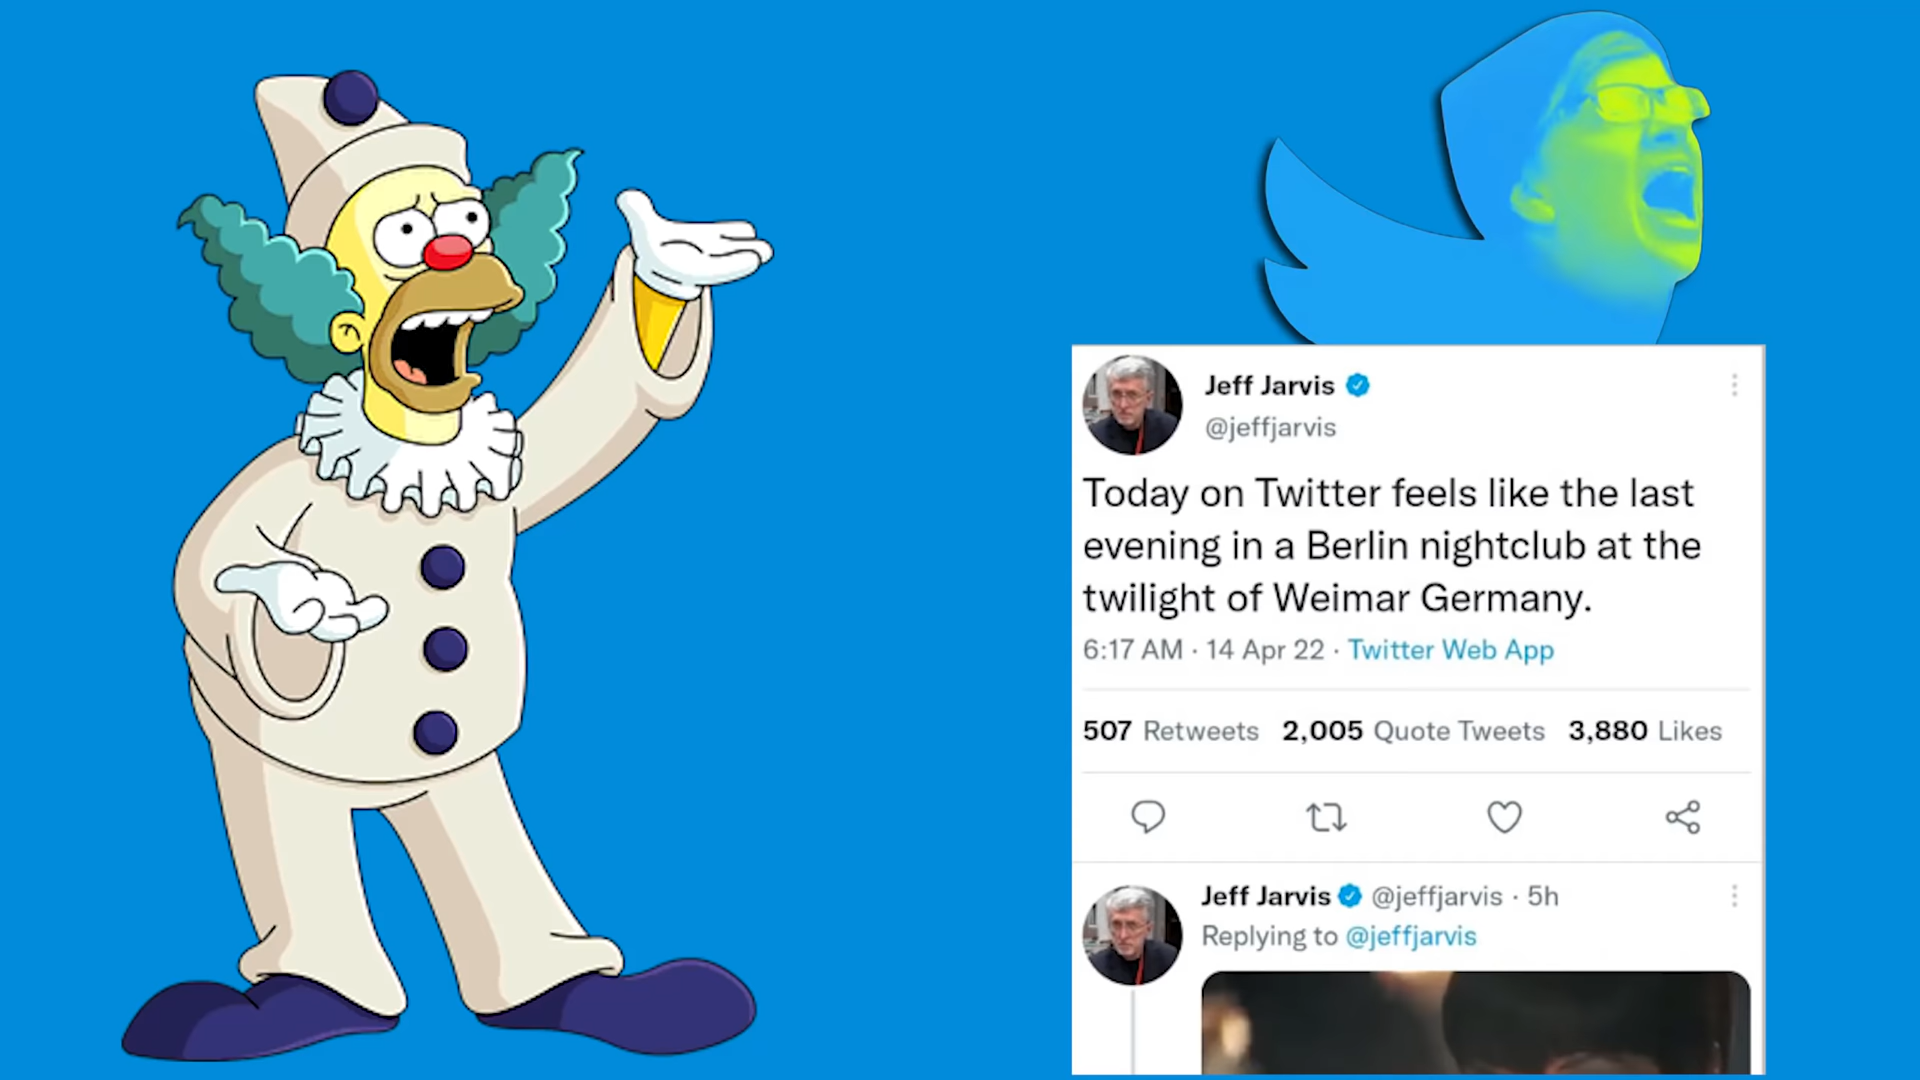 Jeff Jarvis
@jeffjarvis
Today on Twitter feels like the last
evening in a Berlin nightclub at the
twilight of Weimar Germany.
6:17 AM · 14 Apr 22 · Twitter Web App
507 Retweets 2,005 Quote Tweets 3,880 Likes
Jeff Jarvis @jeffjarvis · 5h
Replying to @jeffjarvis